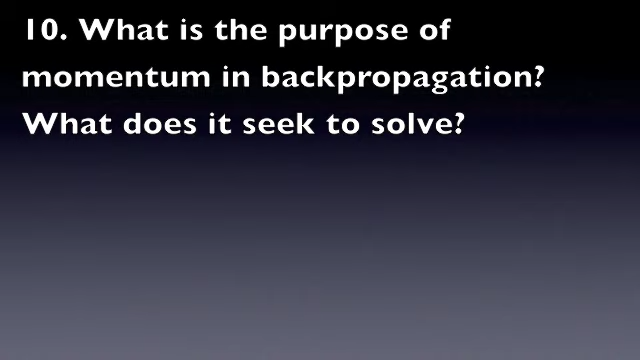 10. What is the purpose of
momentum in backpropagation?
What does it seek to solve?